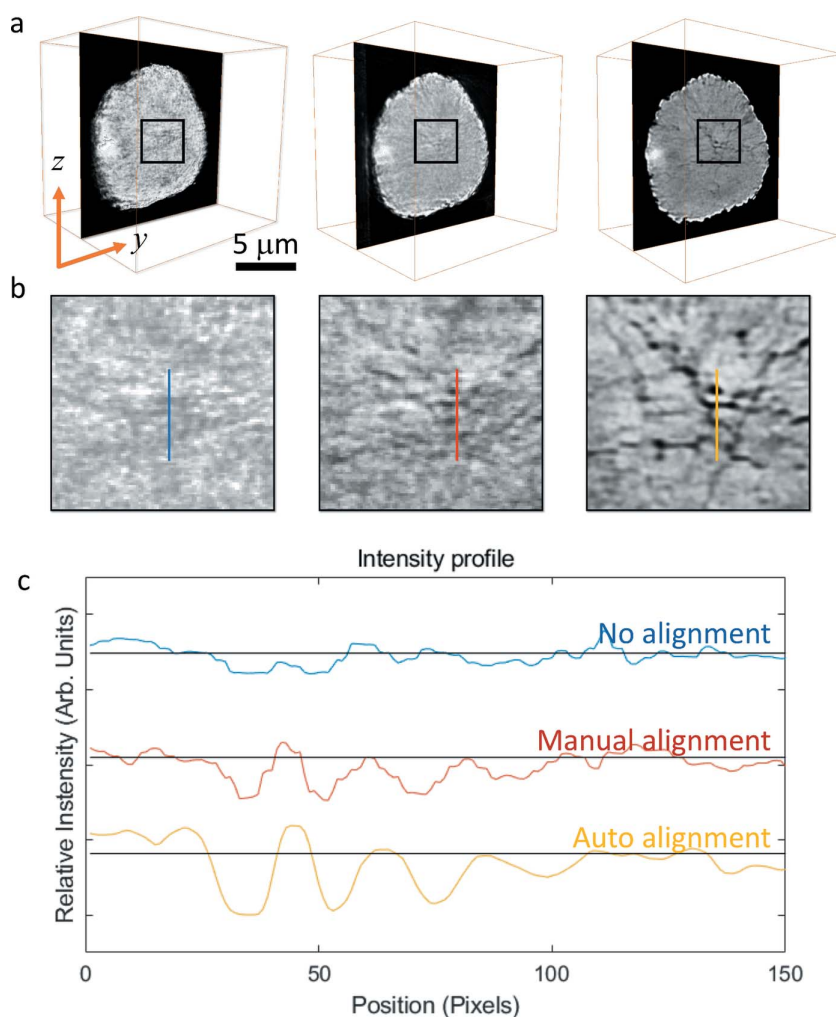 a
z
y
5 μm
b
c
Intensity profile
Relative Instensity (Arb. Units)
No alignment
Manual alignment
Auto alignment
0
50
100
150
Position (Pixels)